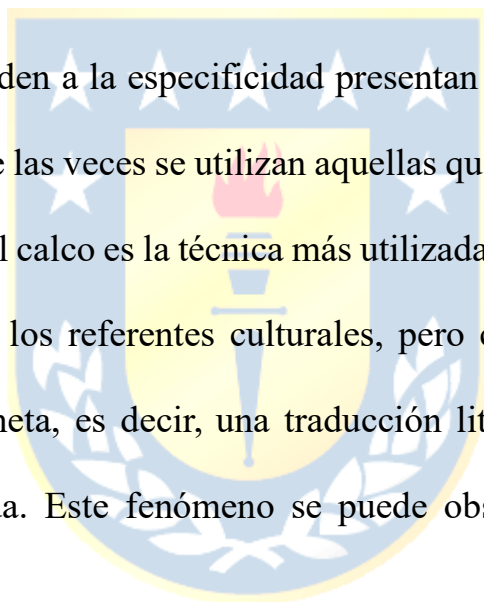 den a la especificidad presentan
las veces se utilizan aquellas qu
calco es la técnica más utilizada
los referentes culturales, pero
neta, es decir, una traducción lit
Este fenómeno se puede obs